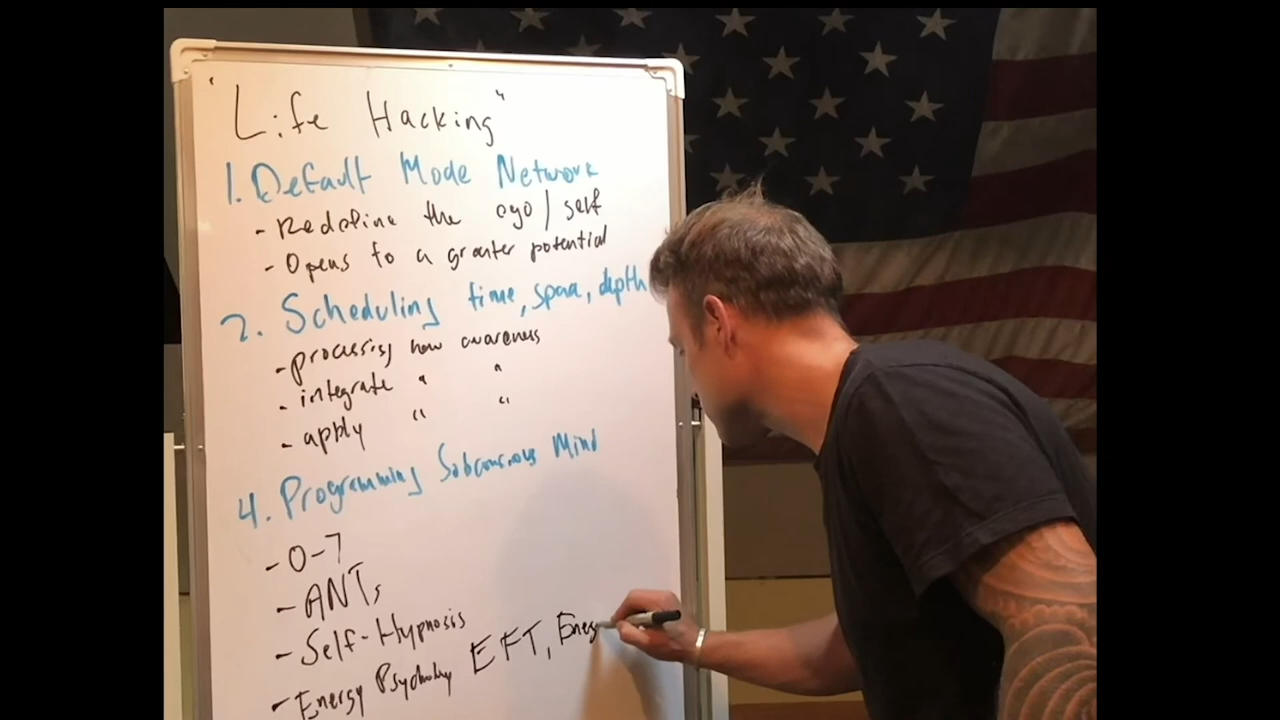 "Life Hacking"
1. Default Mode Network
- Redefine the ego / self
- Opens to a greater potential
2. Scheduling time, space, depth
- processing new awareness
- integrate " "
- apply " "
4. Programming Subconscious Mind
- 0-7
- ANTs
- Self-Hypnosis
- Energy Psychology EFT, Energ